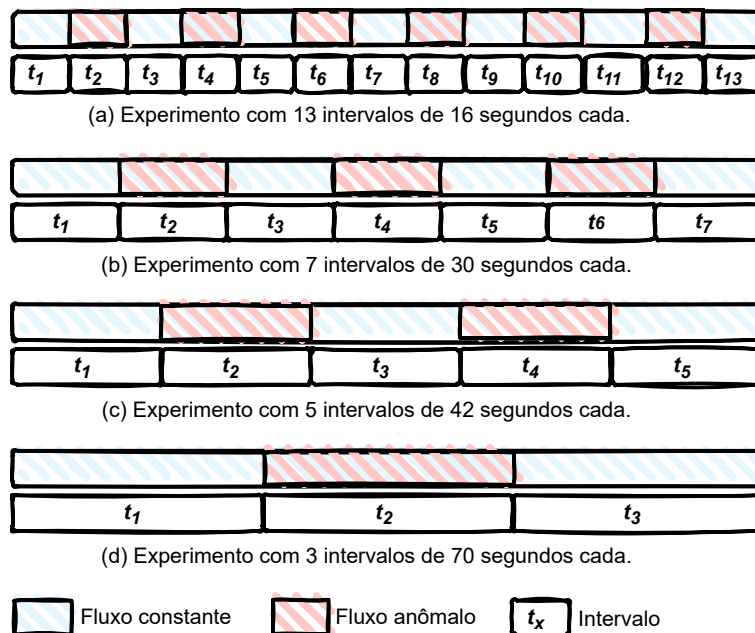 t1 t2 t3 t4 t5 t6 t7 t8 t9 t10 t11 t12 t13
(a) Experimento com 13 intervalos de 16 segundos cada.
t1 t2 t3 t4 t5 t6 t7
(b) Experimento com 7 intervalos de 30 segundos cada.
t1 t2 t3 t4 t5
(c) Experimento com 5 intervalos de 42 segundos cada.
t1 t2 t3
(d) Experimento com 3 intervalos de 70 segundos cada.
Fluxo constante Fluxo anômalo tx Intervalo